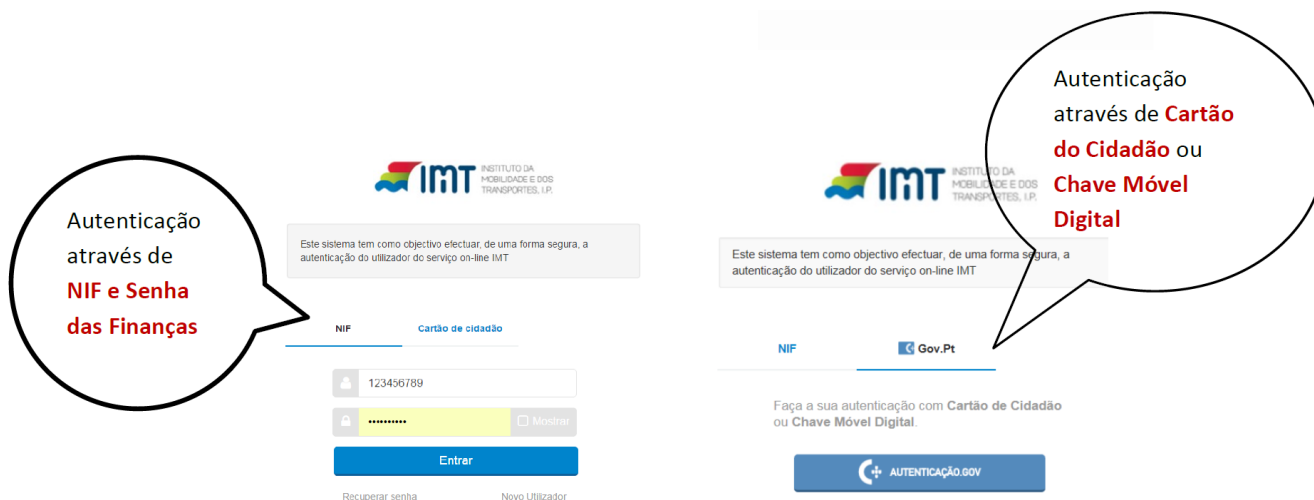 Autenticação
através de
NIF e Senha
das Finanças
IMT
INSTITUTO DA
MOBILIDADE E DOS
TRANSPORTES, I.P.
Este sistema tem como objectivo efectuar, de uma forma segura, a
autenticação do utilizador do serviço on-line IMT
NIF Cartão de cidadão
123456789
•••••••••• Mostrar
Entrar
Recuperar senha Novo Utilizador
Autenticação
através de Cartão
do Cidadão ou
Chave Móvel
Digital
IMT
INSTITUTO DA
MOBILIDADE E DOS
TRANSPORTES, I.P.
Este sistema tem como objectivo efectuar, de uma forma segura, a
autenticação do utilizador do serviço on-line IMT
NIF Gov.Pt
Faça a sua autenticação com Cartão de Cidadão
ou Chave Móvel Digital.
AUTENTICAÇÃO.GOV